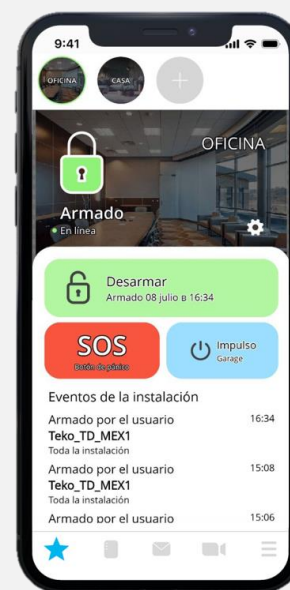 9:41
OFICINA
CASA
OFICINA
Armado
En línea
Desarmar
Armado 08 julio в 16:34
SOS
Botón de pánico
Impulso
Garage
Eventos de la instalación
Armado por el usuario 16:34
Teko_TD_MEX1
Toda la instalación
Armado por el usuario 15:08
Teko_TD_MEX1
Toda la instalación
Armado por el usuario 15:06